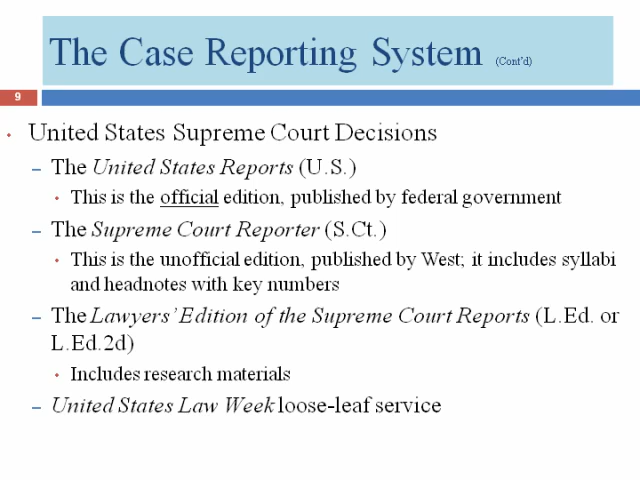 The Case Reporting System (Cont'd)
9
• United States Supreme Court Decisions
– The United States Reports (U.S.)
• This is the official edition, published by federal government
– The Supreme Court Reporter (S.Ct.)
• This is the unofficial edition, published by West; it includes syllabi
and headnotes with key numbers
– The Lawyers' Edition of the Supreme Court Reports (L.Ed. or
L.Ed.2d)
• Includes research materials
– United States Law Week loose-leaf service